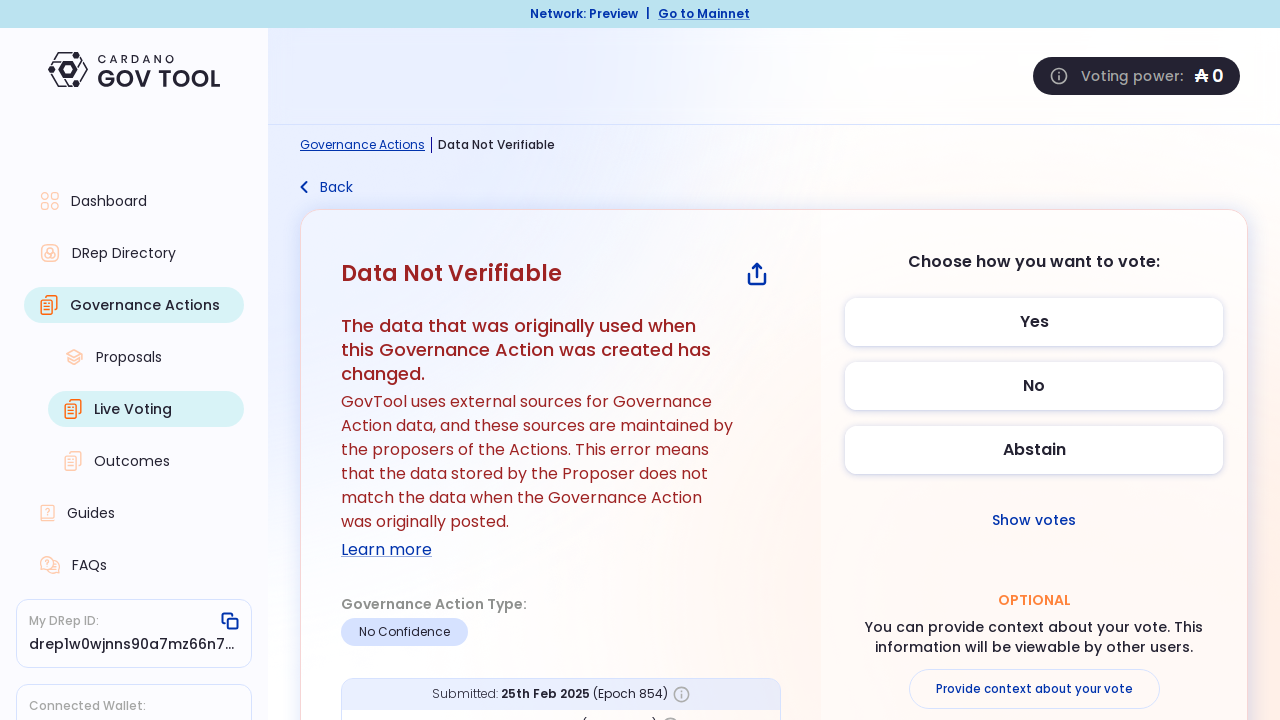 Network: Preview | Go to Mainnet
CARDANO
GOV TOOL
Voting power: ₳ 0
Governance Actions | Data Not Verifiable
Back
Dashboard
DRep Directory
Governance Actions
Proposals
Live Voting
Outcomes
Guides
FAQs
My DRep ID:
drep1w0wjnns90a7mz66n7...
Connected Wallet:
Data Not Verifiable
The data that was originally used when
this Governance Action was created has
changed.
GovTool uses external sources for Governance
Action data, and these sources are maintained by
the proposers of the Actions. This error means
that the data stored by the Proposer does not
match the data when the Governance Action
was originally posted.
Learn more
Governance Action Type:
No Confidence
Submitted: 25th Feb 2025 (Epoch 854)
Choose how you want to vote:
Yes
No
Abstain
Show votes
OPTIONAL
You can provide context about your vote. This
information will be viewable by other users.
Provide context about your vote